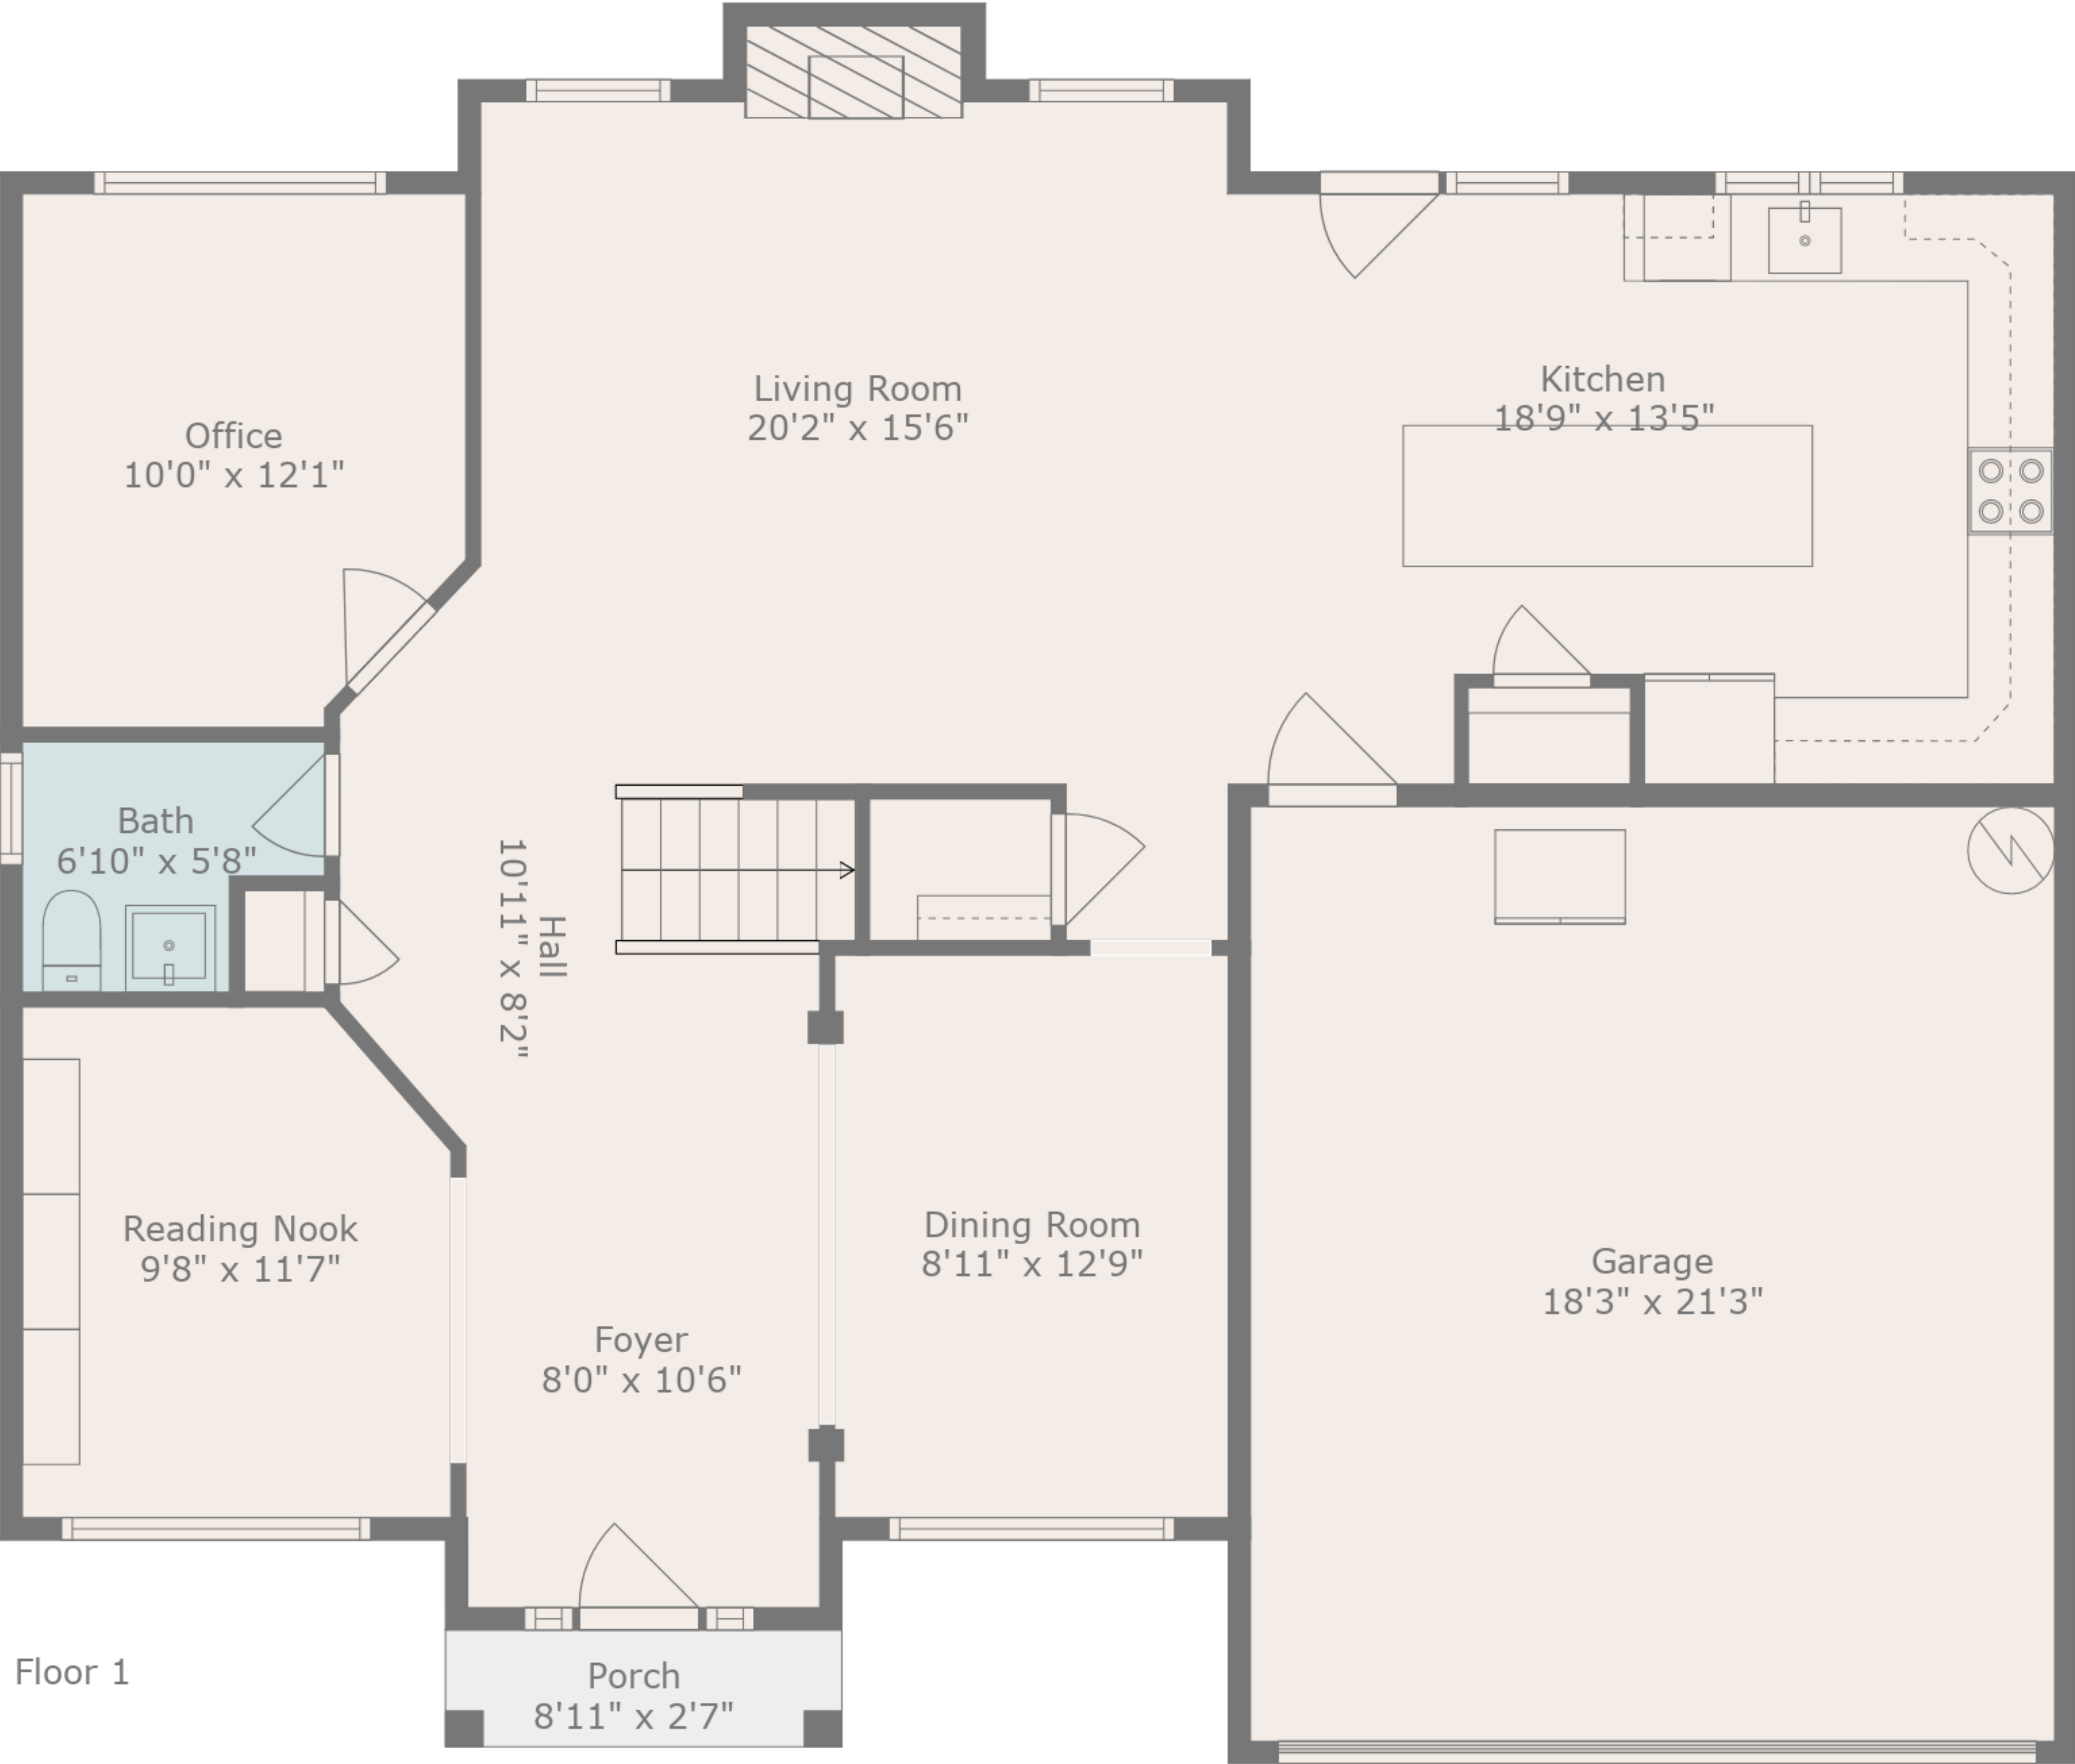 Living Room
20'2" x 15'6"
Kitchen
18'9" x 13'5"
Office
10'0" x 12'1"
Bath
6'10" x 5'8"
Hall
10'11" x 8'2"
Reading Nook
9'8" x 11'7"
Dining Room
8'11" x 12'9"
Garage
18'3" x 21'3"
Foyer
8'0" x 10'6"
Floor 1
Porch
8'11" x 2'7"